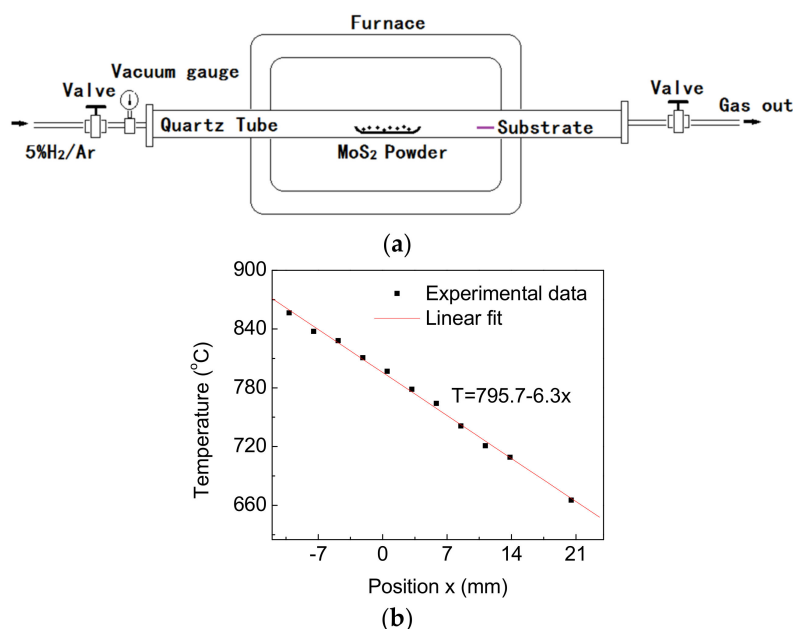 Furnace
Vacuum gauge
Valve
Valve
Gas out
Quartz Tube
Substrate
5%H₂/Ar
MoS₂ Powder
(a)
900
840
780
720
660
Temperature (°C)
Experimental data
Linear fit
T=795.7-6.3x
-7 0 7 14 21
Position x (mm)
(b)